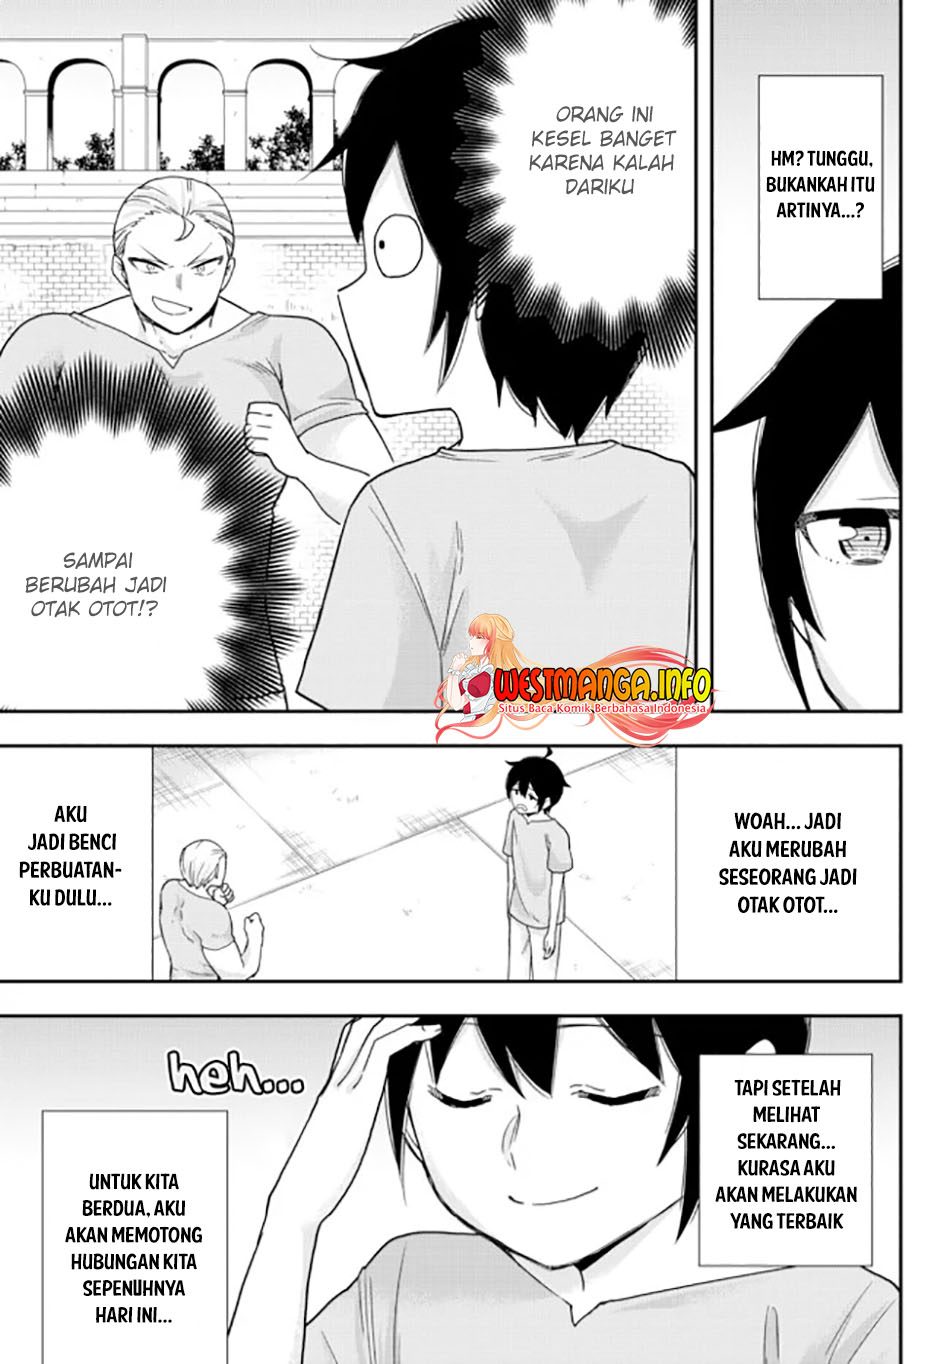 HM? TUNGGU,
BUKANKAH ITU
ARTINYA...?
ORANG INI
KESEL BANGET
KARENA KALAH
DARIKU
SAMPAI
BERUBAH JADI
OTAK OTOT!?
WESTMANGA.INFO
Situs Baca Komik Berbahasa Indonesia
WOAH... JADI
AKU MERUBAH
SESEORANG JADI
OTAK OTOT...
AKU
JADI BENCI
PERBUATAN-
KU DULU...
TAPI SETELAH
MELIHAT
SEKARANG...
KURASA AKU
AKAN MELAKUKAN
YANG TERBAIK
heh...
UNTUK KITA
BERDUA, AKU
AKAN MEMOTONG
HUBUNGAN KITA
SEPENUHNYA
HARI INI...